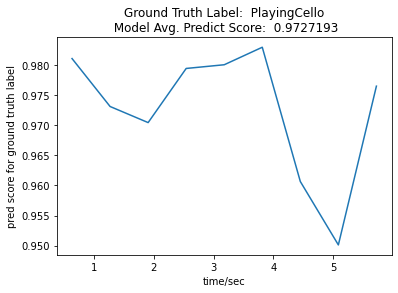 Ground Truth Label:  PlayingCello
Model Avg. Predict Score:  0.9727193
0.980
0.975
0.970
0.965
0.960
0.955
0.950
pred score for ground truth label
1 2 3 4 5
time/sec